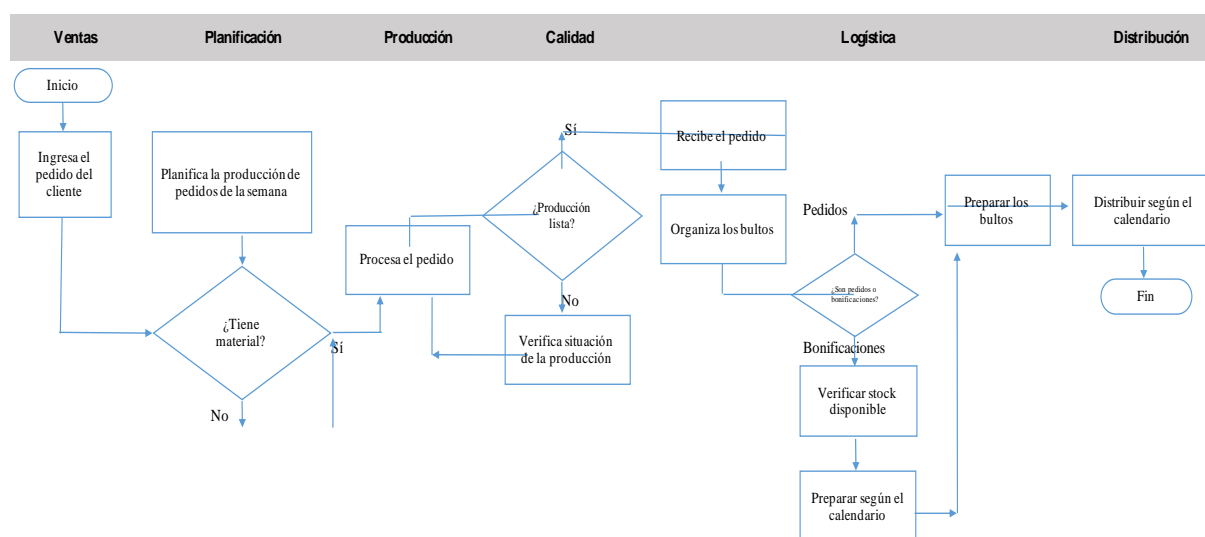 Ventas
Planificación
Producción
Calidad
Logística
Distribución
Inicio
Ingresa el
pedido del
cliente
Planifica la producción de
pedidos de la semana
¿Tiene
material?
Sí
No
Procesa el pedido
¿Producción
lista?
Sí
No
Verifica situación
de la producción
Recibe el pedido
Organiza los bultos
¿Son pedidos o
bonificaciones?
Pedidos
Bonificaciones
Verificar stock
disponible
Preparar según el
calendario
Preparar los
bultos
Distribuir según el
calendario
Fin